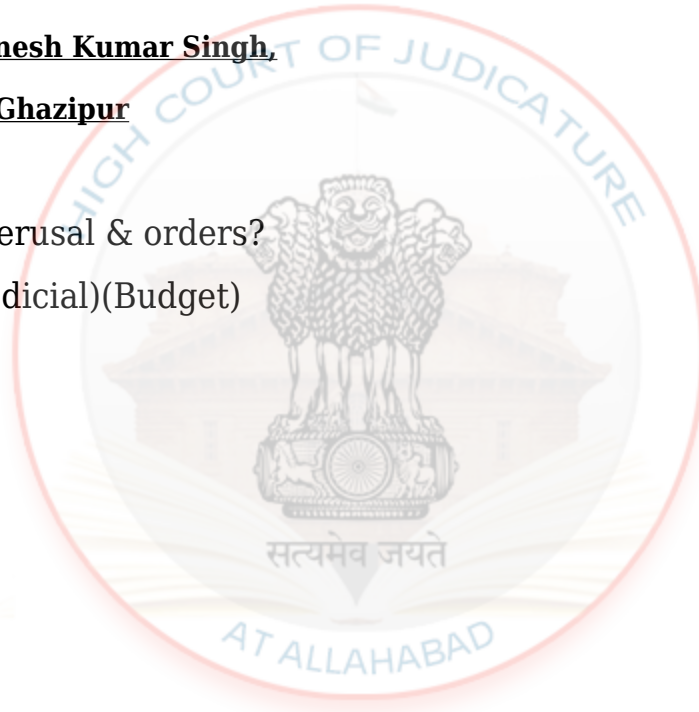 nesh Kumar Singh,
Ghazipur
erusal & orders?
dicial)(Budget)
HIGH COURT OF JUDICATURE
सत्यमेव जयते
AT ALLAHABAD